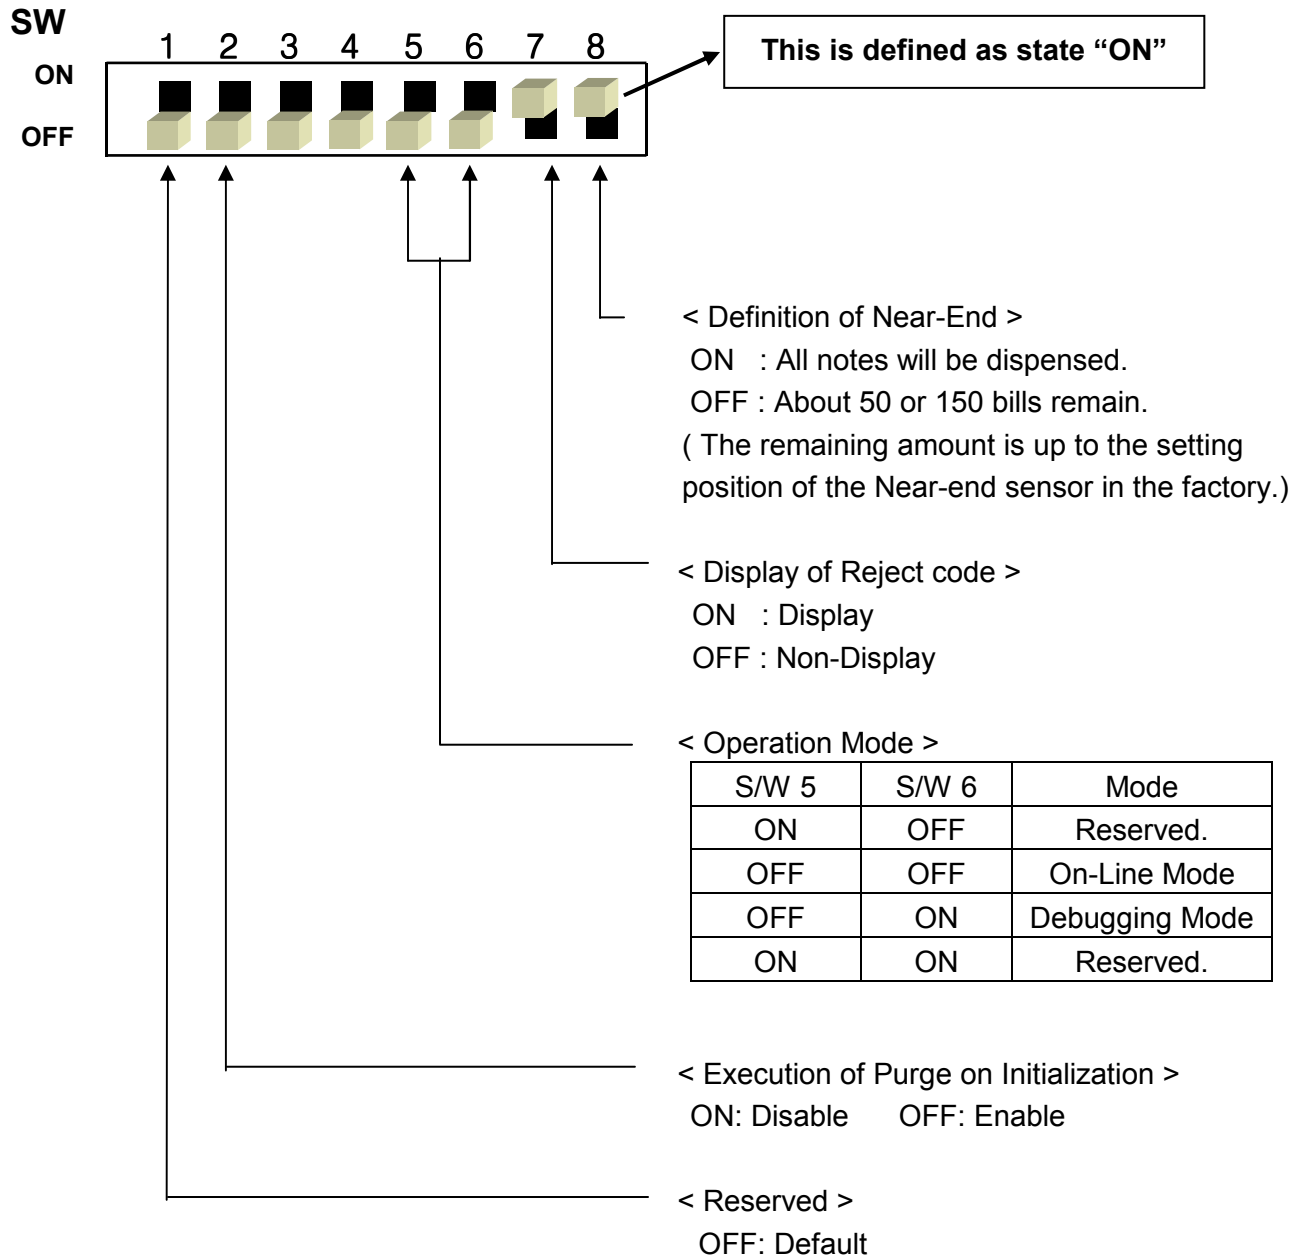 SW
1 2 3 4 5 6 7 8
This is defined as state “ON”
ON
OFF
< Definition of Near-End >
ON : All notes will be dispensed.
OFF : About 50 or 150 bills remain.
( The remaining amount is up to the setting
position of the Near-end sensor in the factory.)
< Display of Reject code >
ON : Display
OFF : Non-Display
< Operation Mode >
S/W 5 S/W 6 Mode
ON OFF Reserved.
OFF OFF On-Line Mode
OFF ON Debugging Mode
ON ON Reserved.
< Execution of Purge on Initialization >
ON: Disable OFF: Enable
< Reserved >
OFF: Default